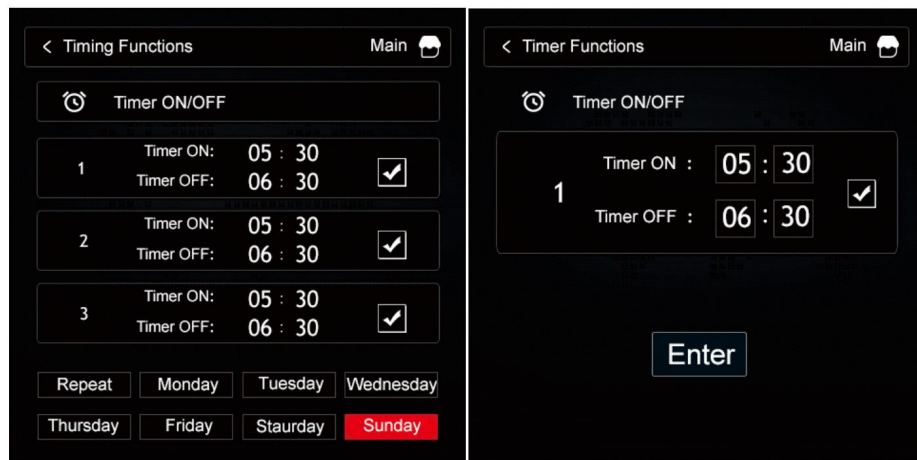 < Timing Functions Main
Timer ON/OFF
1
Timer ON: 05 : 30
Timer OFF: 06 : 30
2
Timer ON: 05 : 30
Timer OFF: 06 : 30
3
Timer ON: 05 : 30
Timer OFF: 06 : 30
Repeat Monday Tuesday Wednesday
Thursday Friday Staurday Sunday
< Timer Functions Main
Timer ON/OFF
1
Timer ON : 05 : 30
Timer OFF : 06 : 30
Enter